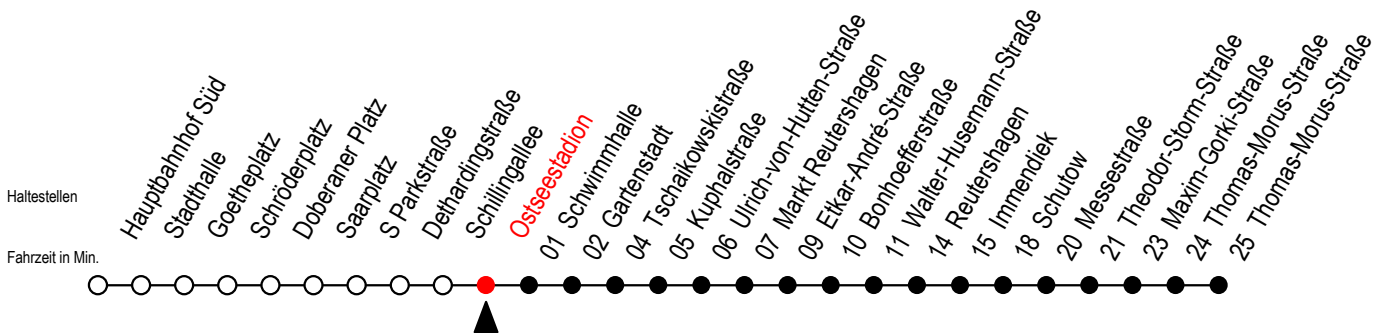 Haltestellen
Fahrzeit in Min.
Hauptbahnhof Süd
Stadthalle
Goetheplatz
Schröderplatz
Doberaner Platz
Saarplatz
S Parkstraße
Dethardingstraße
Schillingallee
Ostseestadion
01 Schwimmhalle
02 Gartenstadt
04 Tschaikowskistraße
05 Kuphalstraße
06 Ulrich-von-Hutten-Straße
07 Markt Reutershagen
09 Etkar-André-Straße
10 Bonhoefferstraße
11 Walter-Husemann-Straße
14 Reutershagen
15 Immendiek
18 Schutow
20 Messestraße
21 Theodor-Storm-Straße
23 Maxim-Gorki-Straße
24 Thomas-Morus-Straße
25 Thomas-Morus-Straße